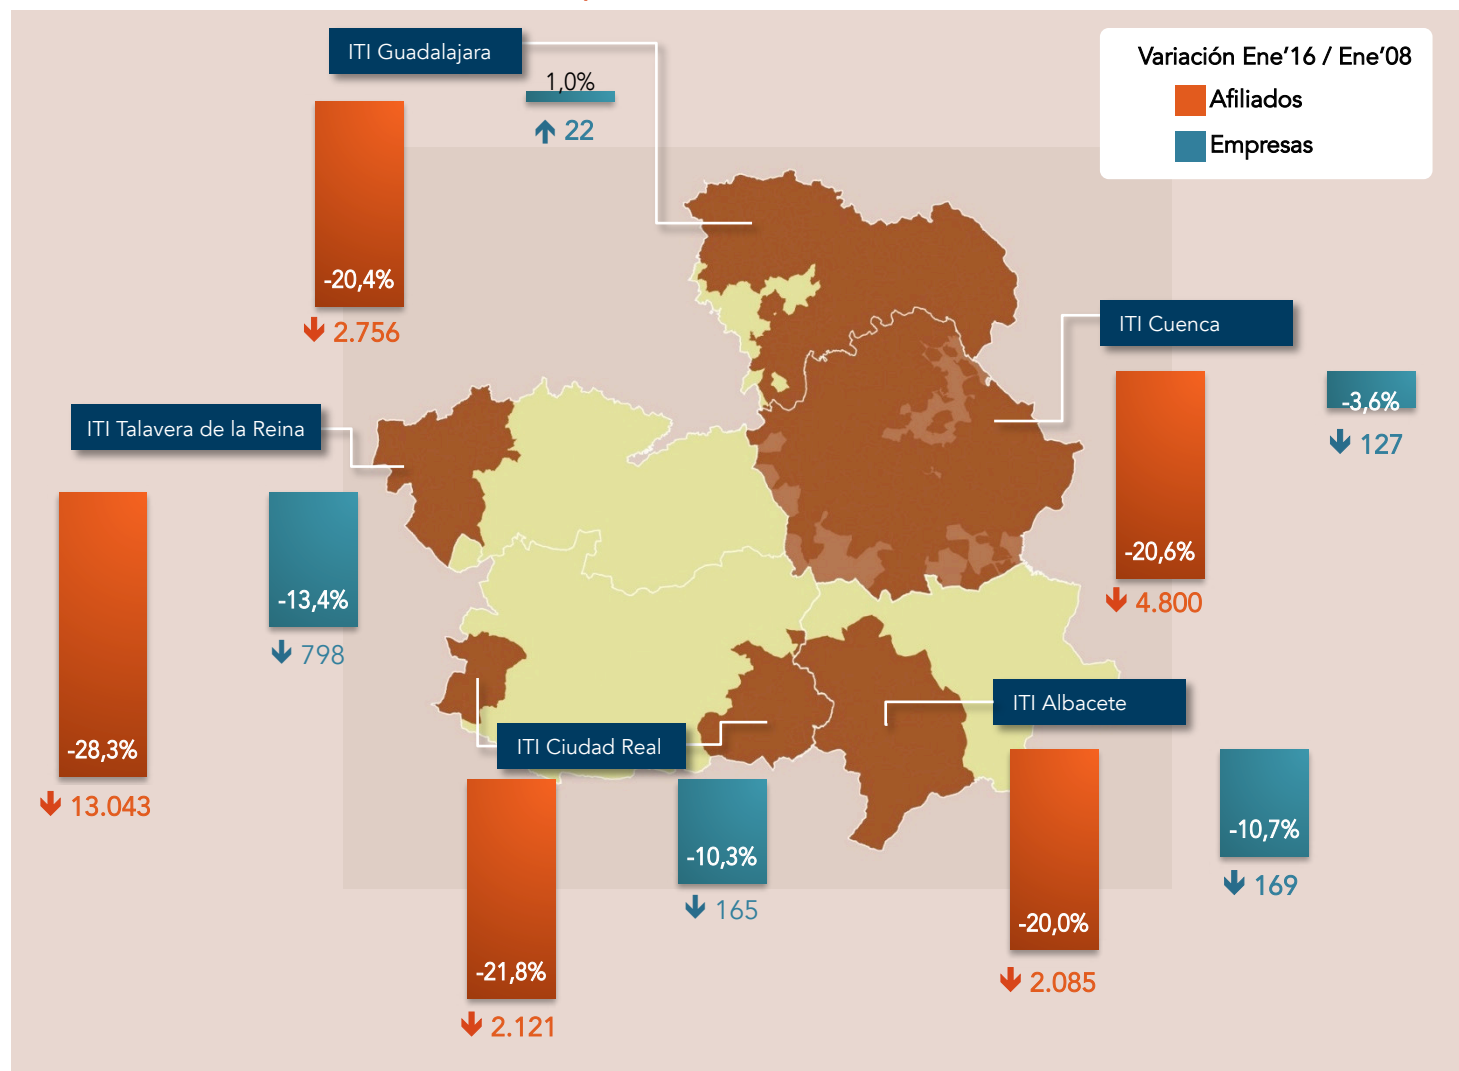 ITI Guadalajara
1,0%
22
-20,4%
2.756
Variación Ene’16 / Ene’08
Afiliados
Empresas
ITI Cuenca
-3,6%
127
-20,6%
4.800
ITI Talavera de la Reina
-13,4%
798
-28,3%
13.043
ITI Ciudad Real
-10,3%
165
-21,8%
2.121
ITI Albacete
-10,7%
169
-20,0%
2.085